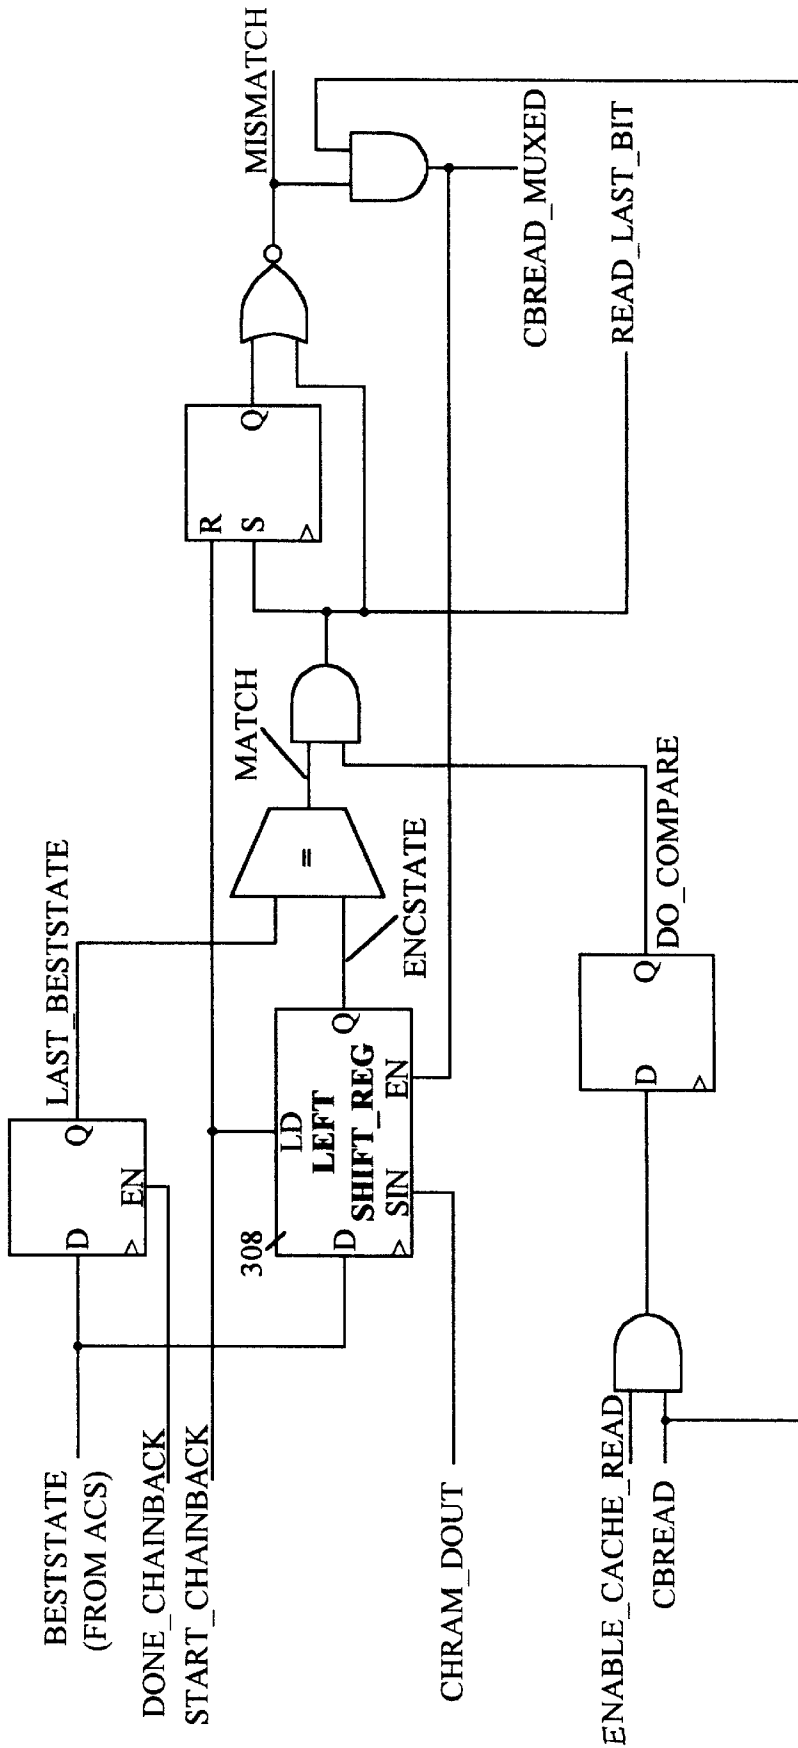 BESTSTATE
(FROM ACS)
DONE_CHAINBACK
START_CHAINBACK
CHRAM_DOUT
ENABLE_CACHE_READ
CBREAD
D
Q
EN
>
LAST_BESTSTATE
308
LD
LEFT
SHIFT_REG
D
Q
SIN
EN
>
ENCSTATE
=
MATCH
D
Q
>
DO_COMPARE
R
S
Q
>
MISMATCH
CBREAD_MUXED
READ_LAST_BIT